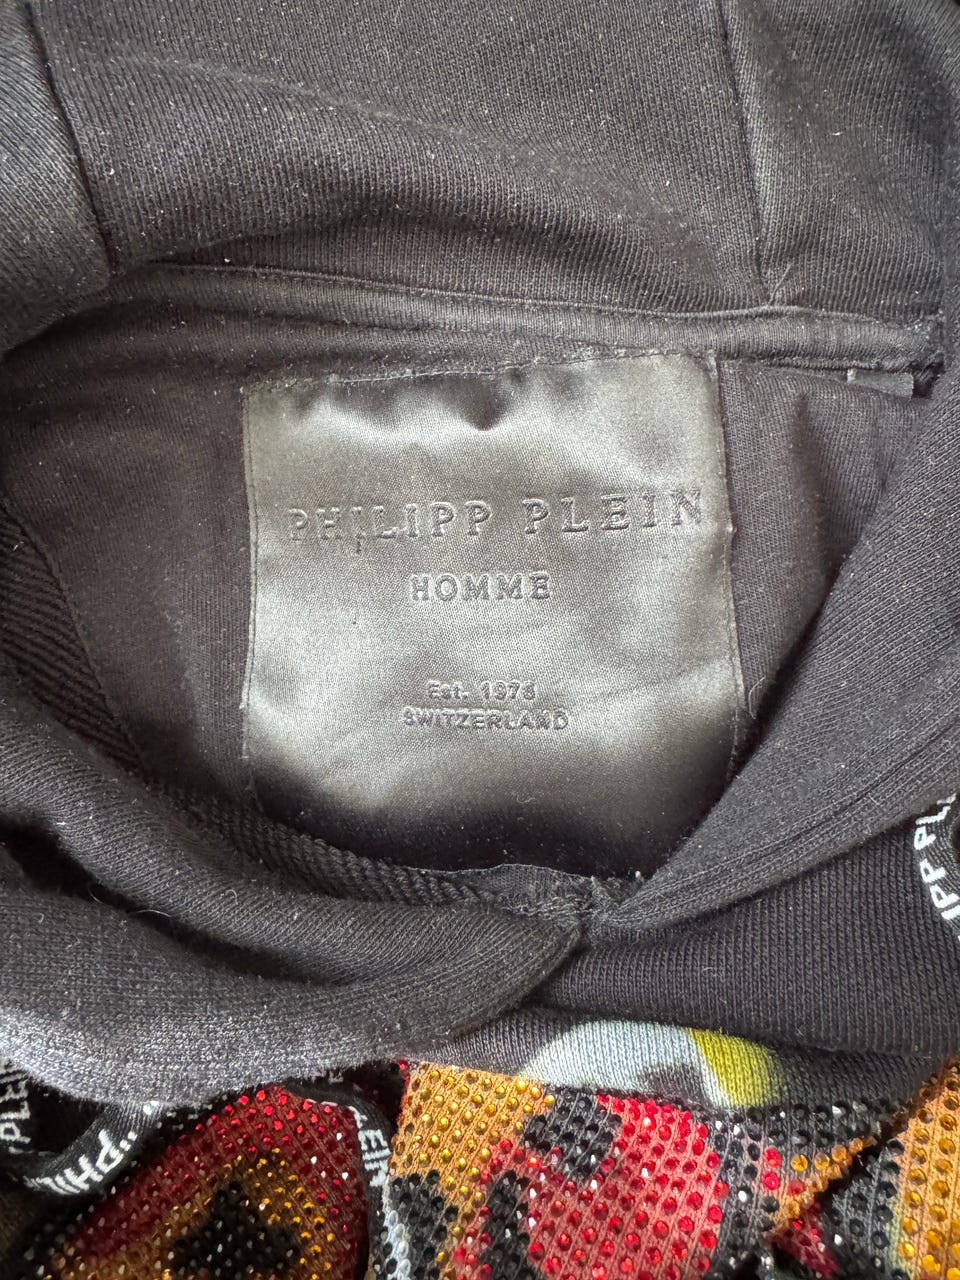 PHILIPP PLEIN
HOMME
Est. 1978
SWITZERLAND